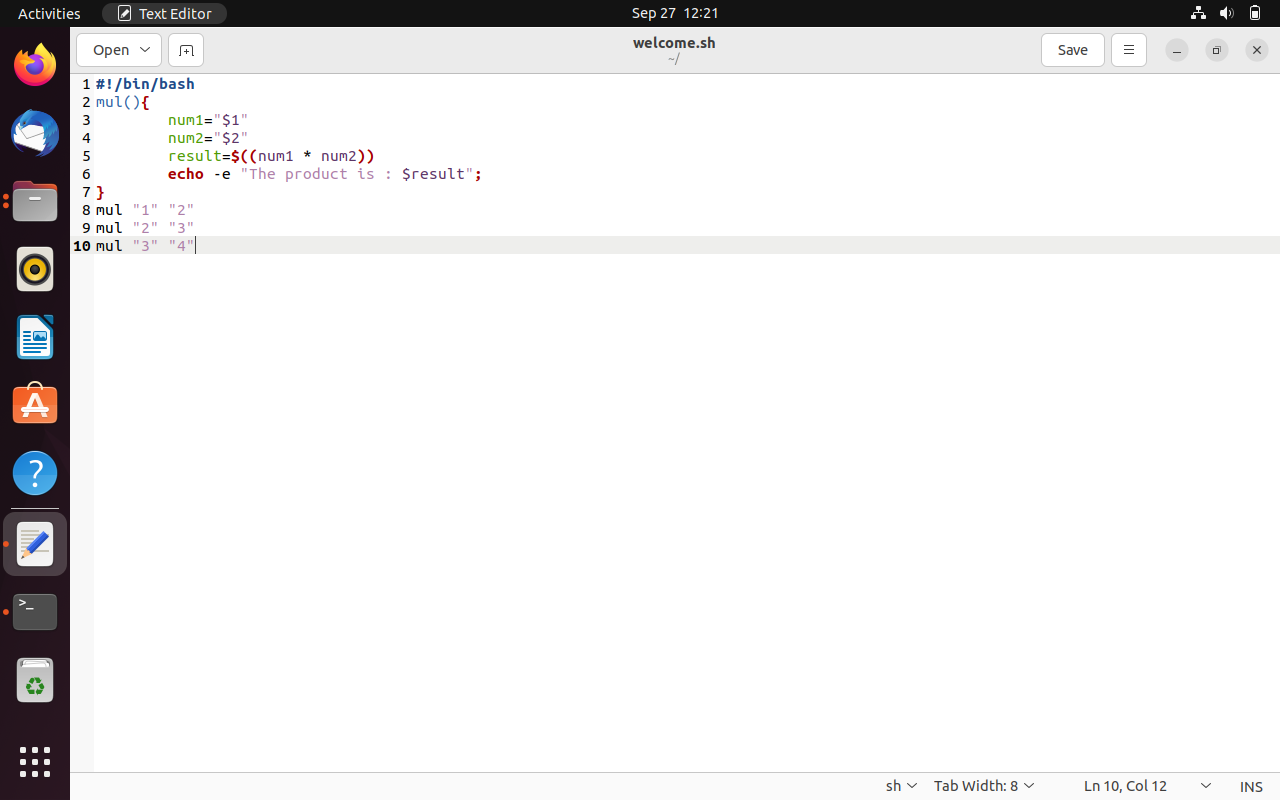 Activities Text Editor Sep 27 12:21
Open welcome.sh Save
~/
1 #!/bin/bash
2 mul(){
3 num1="$1"
4 num2="$2"
5 result=$((num1 * num2))
6 echo -e "The product is : $result";
7 }
8 mul "1" "2"
9 mul "2" "3"
10 mul "3" "4"
>_
sh Tab Width: 8 Ln 10, Col 12 INS